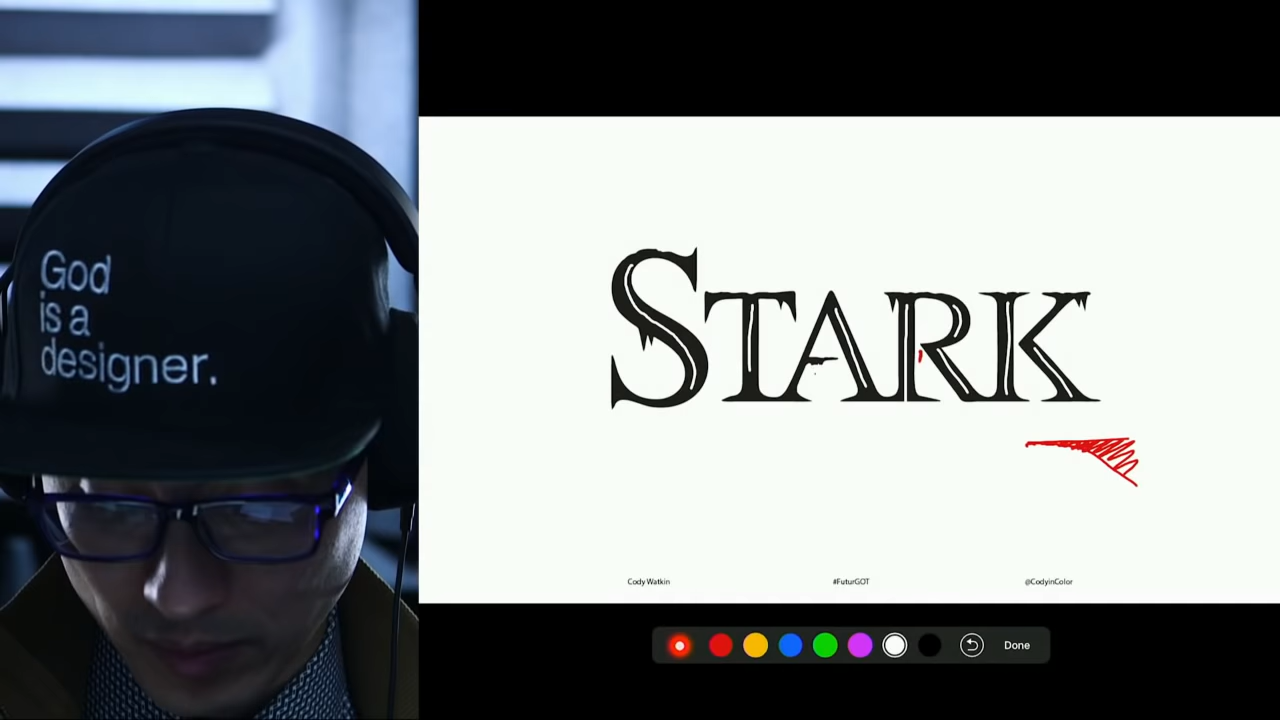 God
is a
designer.
STARK
Cody Watkin
#FuturGOT
@CodyinColor
Done